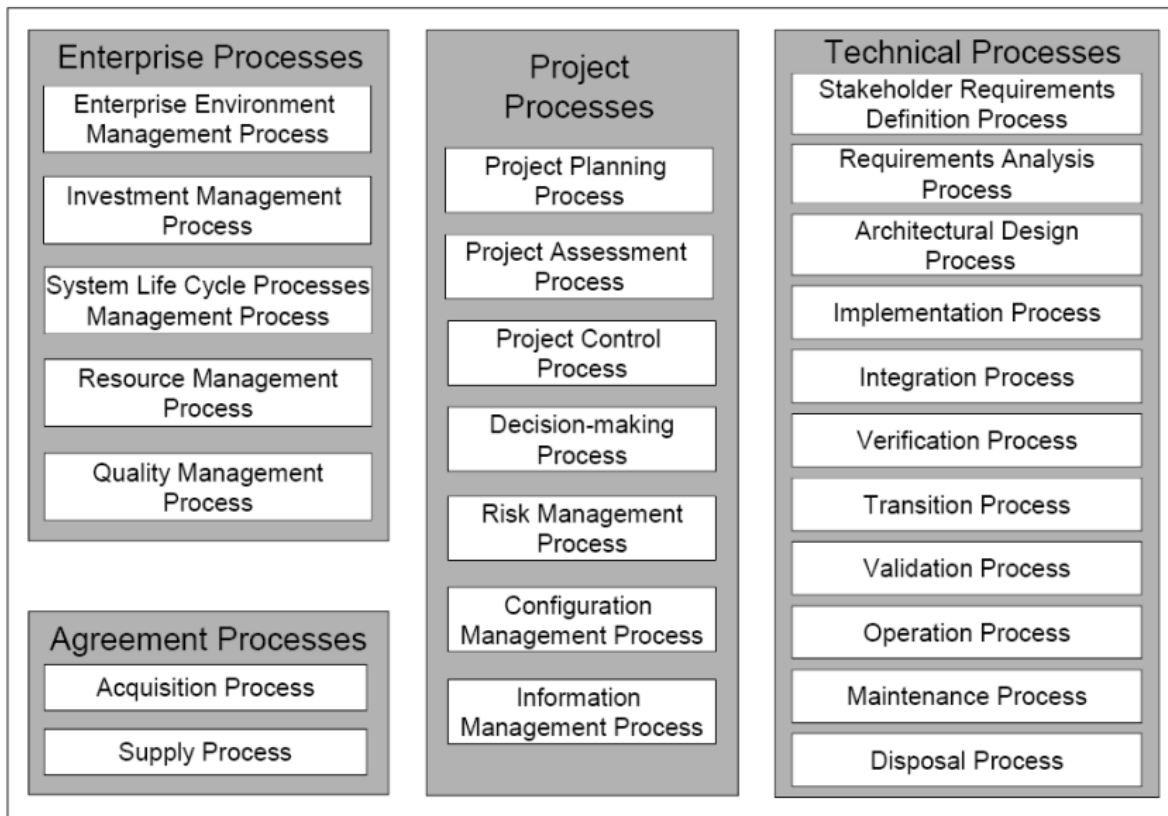 Enterprise Processes
Enterprise Environment
Management Process
Investment Management
Process
System Life Cycle Processes
Management Process
Resource Management
Process
Quality Management
Process
Agreement Processes
Acquisition Process
Supply Process
Project
Processes
Project Planning
Process
Project Assessment
Process
Project Control
Process
Decision-making
Process
Risk Management
Process
Configuration
Management Process
Information
Management Process
Technical Processes
Stakeholder Requirements
Definition Process
Requirements Analysis
Process
Architectural Design
Process
Implementation Process
Integration Process
Verification Process
Transition Process
Validation Process
Operation Process
Maintenance Process
Disposal Process